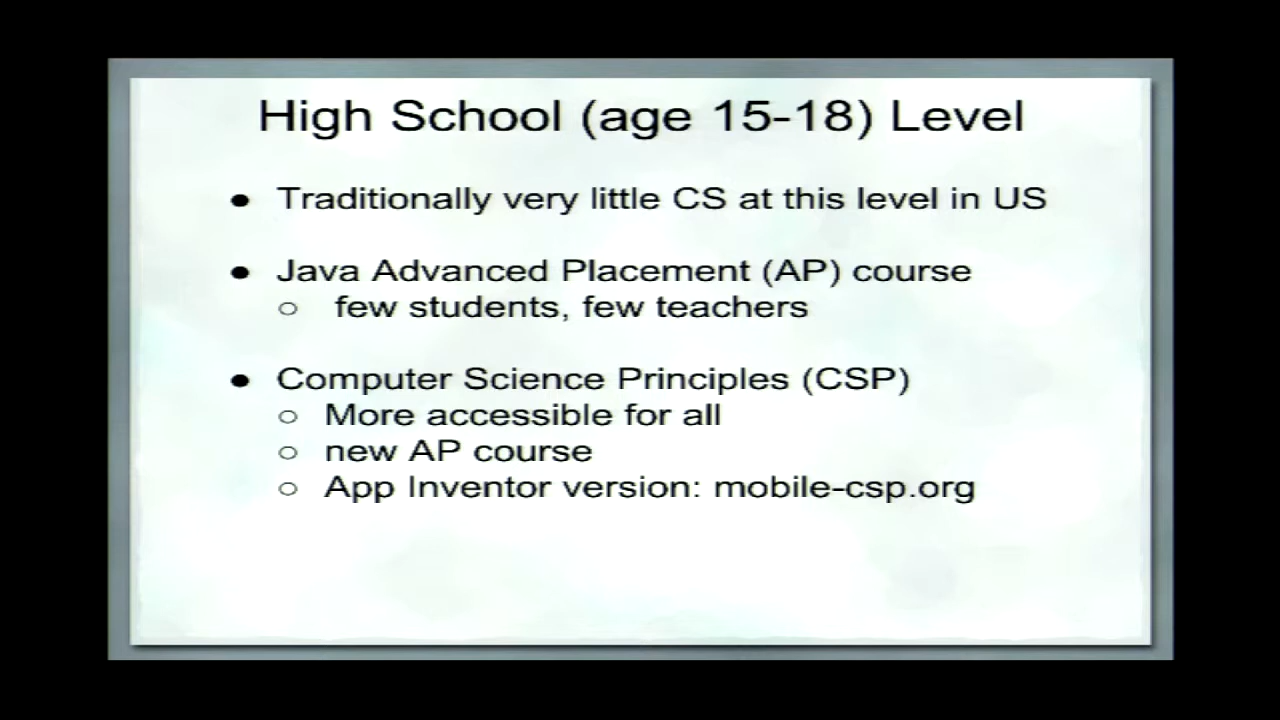 High School (age 15-18) Level
● Traditionally very little CS at this level in US
● Java Advanced Placement (AP) course
○ few students, few teachers
● Computer Science Principles (CSP)
○ More accessible for all
○ new AP course
○ App Inventor version: mobile-csp.org